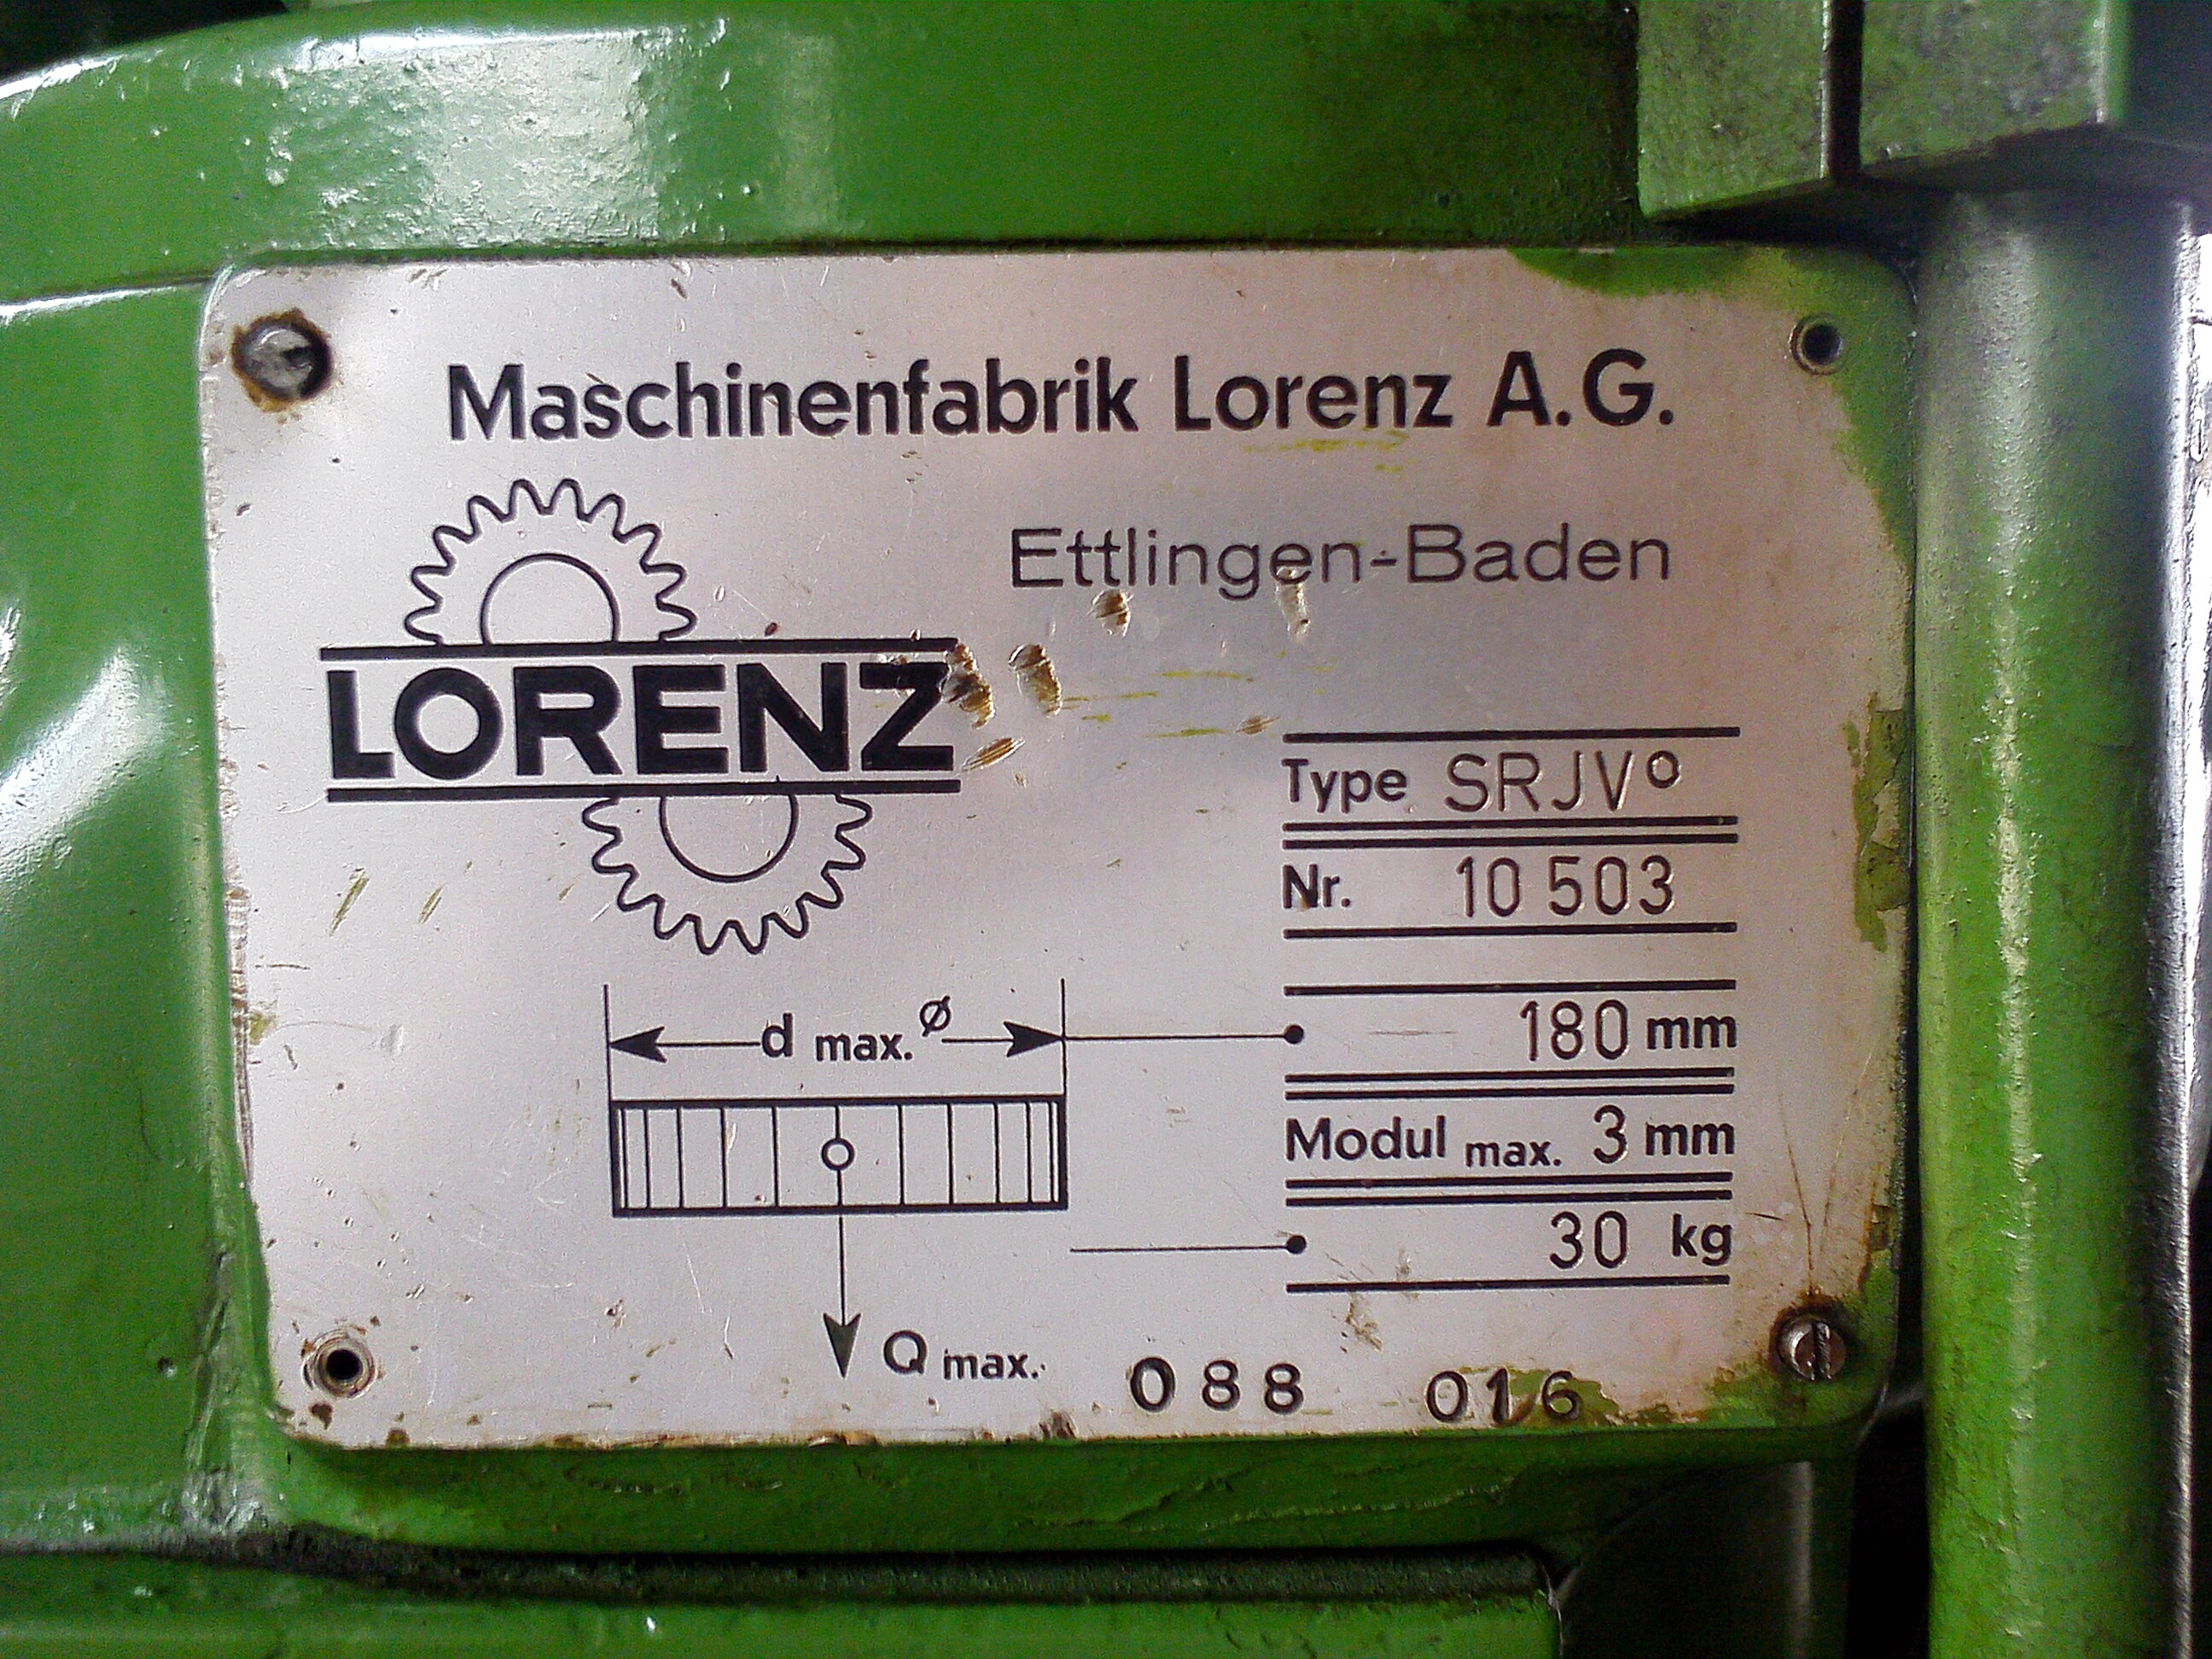 Maschinenfabrik Lorenz A.G.
Ettlingen-Baden
LORENZ
Type SRJV°
Nr. 10 503
d max. ø
180 mm
Modul max. 3 mm
30 kg
Q max.
088 016